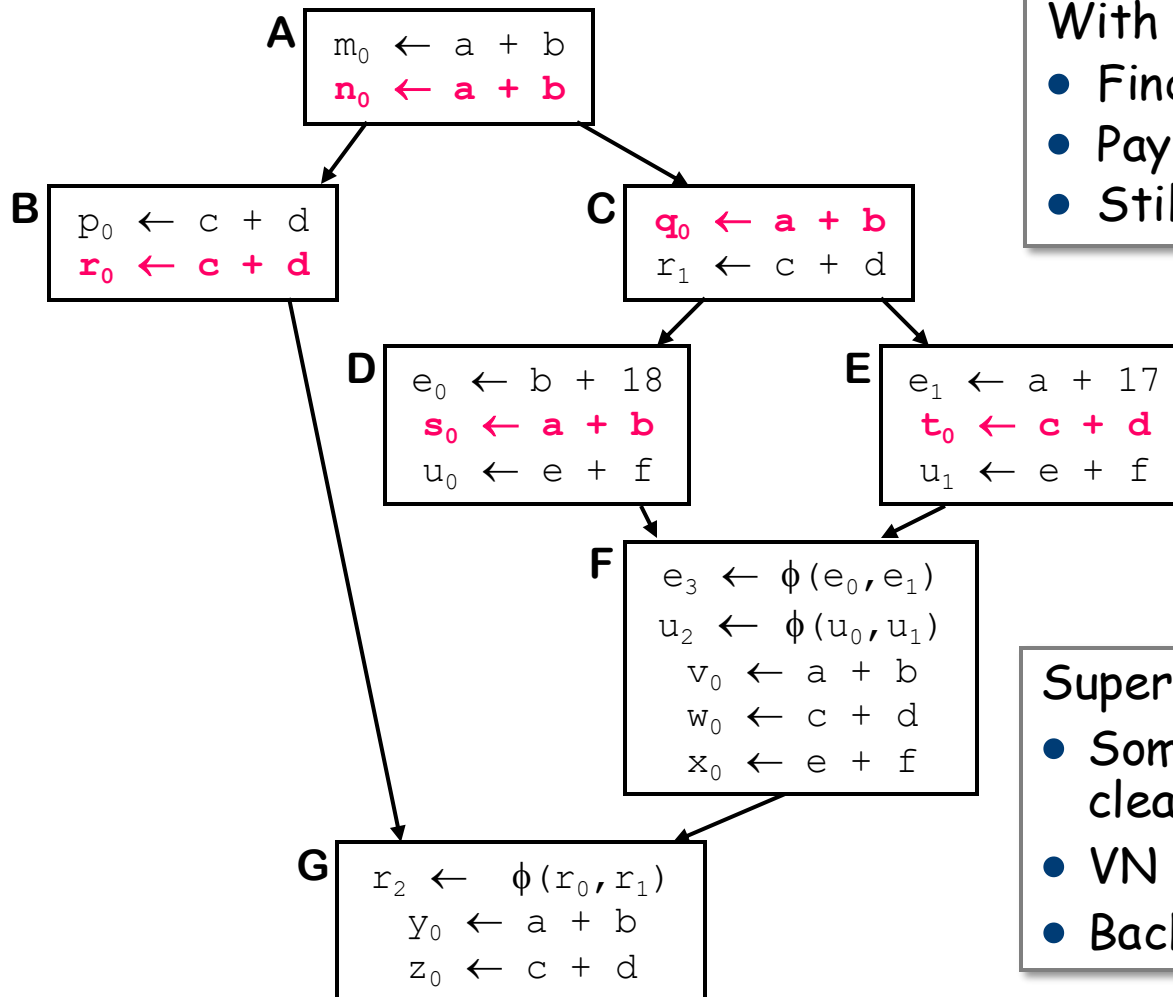 A
m₀ ← a + b
n₀ ← a + b
With
• Fin
• Pay
• Sti
B
p₀ ← c + d
r₀ ← c + d
C
q₀ ← a + b
r₁ ← c + d
D
e₀ ← b + 18
s₀ ← a + b
u₀ ← e + f
E
e₁ ← a + 17
t₀ ← c + d
u₁ ← e + f
F
e₃ ← ϕ(e₀,e₁)
u₂ ← ϕ(u₀,u₁)
v₀ ← a + b
w₀ ← c + d
x₀ ← e + f
Super
• Som
clea
• VN
• Bac
G
r₂ ← ϕ(r₀,r₁)
y₀ ← a + b
z₀ ← c + d